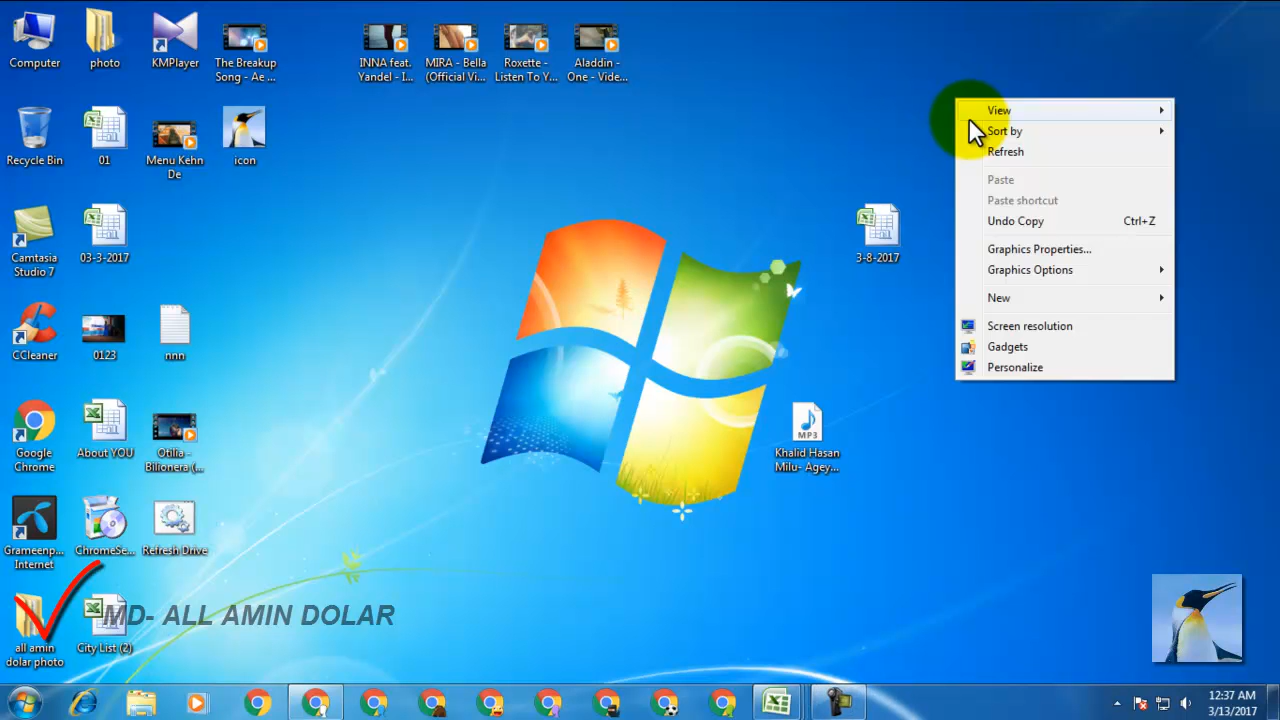 Computer
photo
KMPlayer
The Breakup
Song - Ae ...
INNA feat.
Yandel - I...
MIRA - Bella
(Official Vi...
Roxette -
Listen To Y...
Aladdin -
One - Vide...
Recycle Bin
01
Menu Kehn
De
icon
Camtasia
Studio 7
03-3-2017
3-8-2017
CCleaner
0123
nnn
Google
Chrome
About YOU
Otilia -
Bilionera (...
MP3
Khalid Hasan
Milu- Agey...
Grameenp...
Internet
ChromeSe...
Refresh Drive
all amin
dolar photo
City List (2)
MD- ALL AMIN DOLAR
View
Sort by
Refresh
Paste
Paste shortcut
Undo Copy Ctrl+Z
Graphics Properties...
Graphics Options
New
Screen resolution
Gadgets
Personalize
12:37 AM
3/13/2017